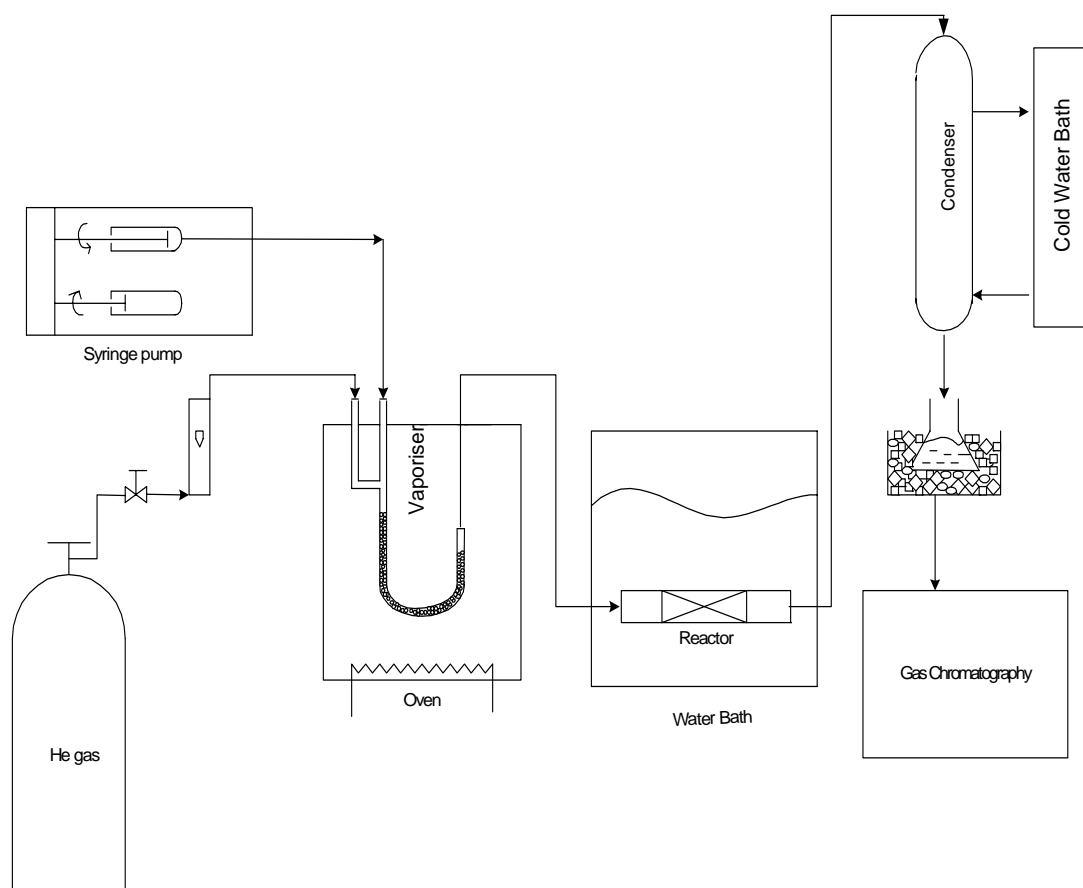 Condenser
Cold Water Bath
Syringe pump
Vaporiser
Reactor
Oven
Water Bath
Gas Chromatography
He gas